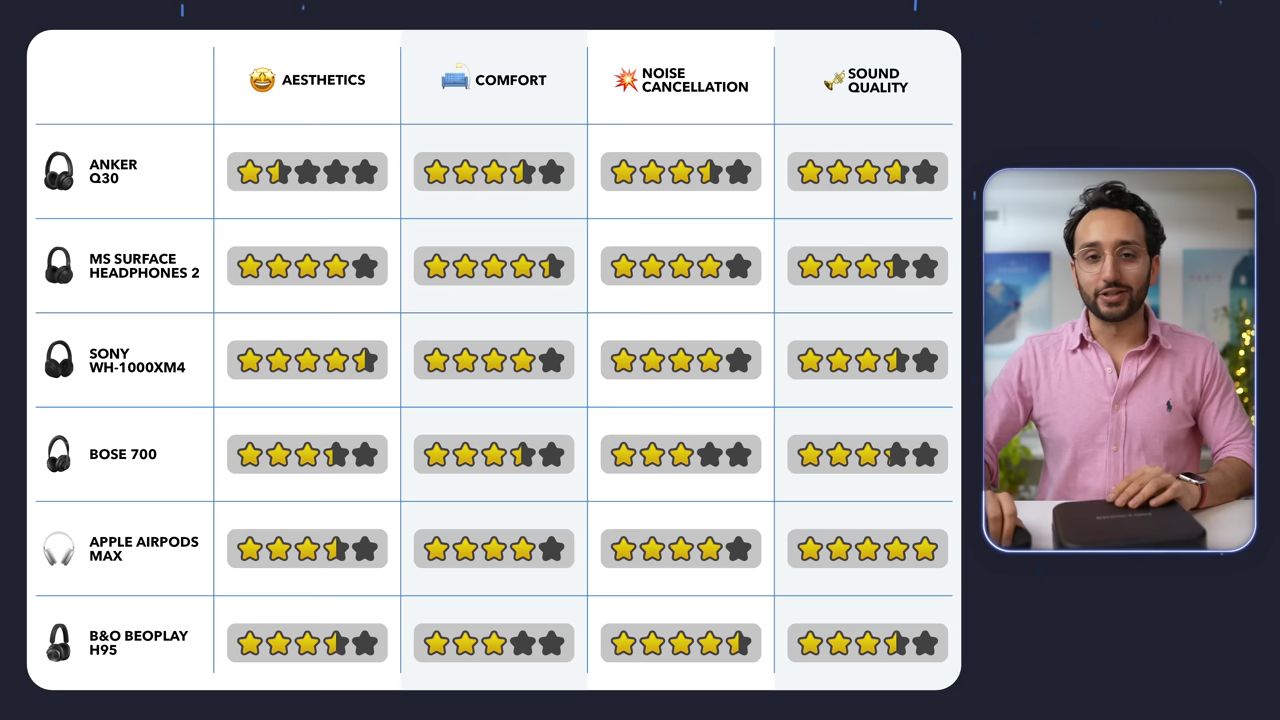 AESTHETICS
COMFORT
NOISE
CANCELLATION
SOUND
QUALITY
ANKER
Q30
MS SURFACE
HEADPHONES 2
SONY
WH-1000XM4
BOSE 700
APPLE AIRPODS
MAX
B&O BEOPLAY
H95